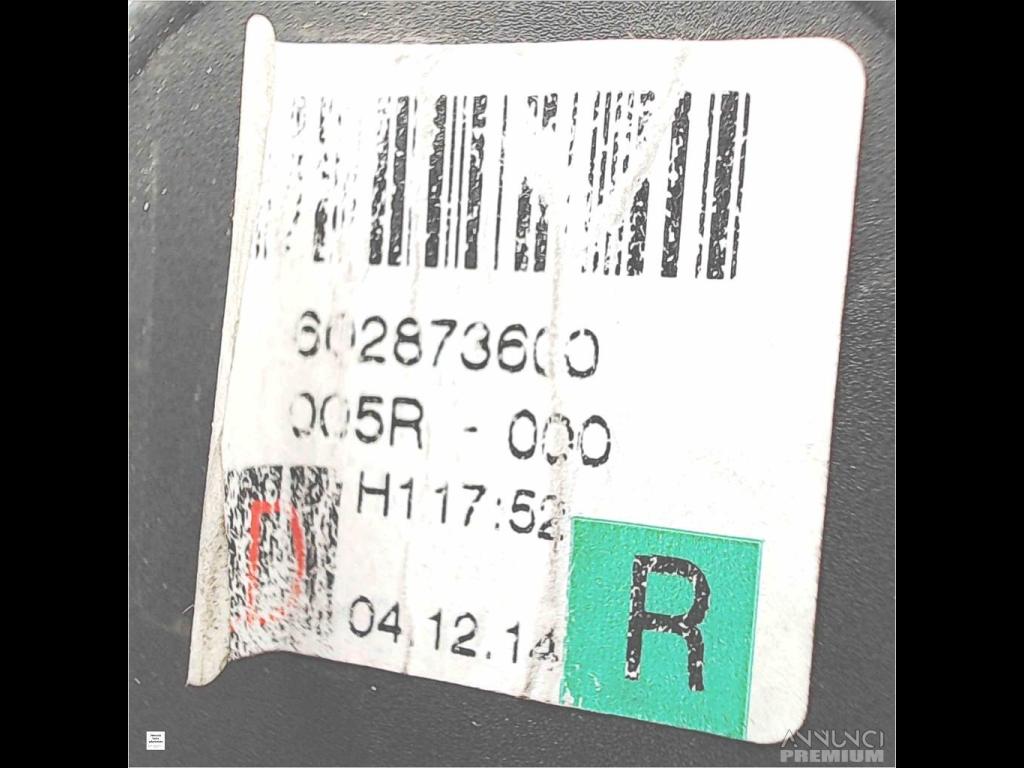 602873600
005R - 000
H117:52
D
04.12.14
R
ANNUNCI
PREMIUM